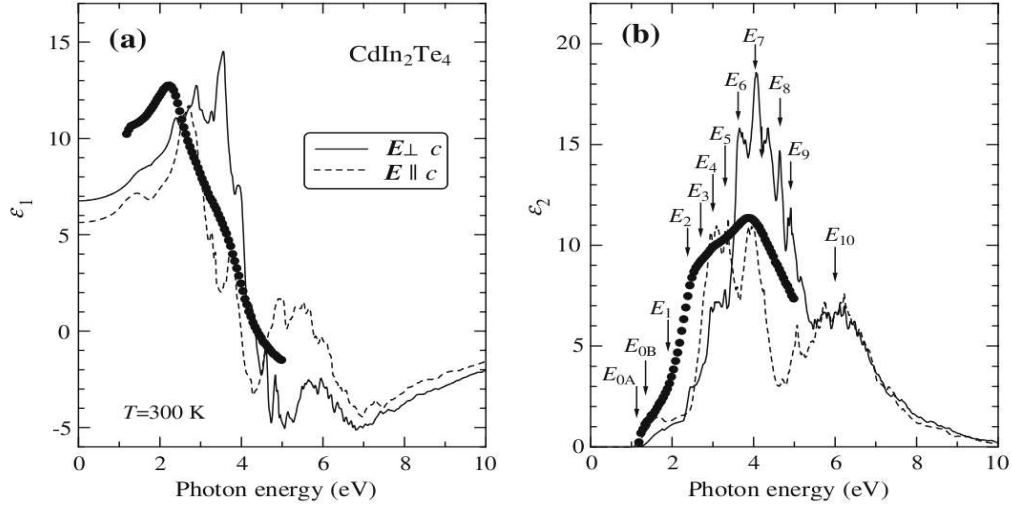 (a)
CdIn2Te4
E⊥ c
E ∥ c
T=300 K
ε1
15
10
5
0
-5
0
2
4
6
8
10
Photon energy (eV)
(b)
E7
E6
E8
E5
E9
E4
E3
E2
E10
E1
E0B
E0A
ε2
20
15
10
5
0
0
2
4
6
8
10
Photon energy (eV)